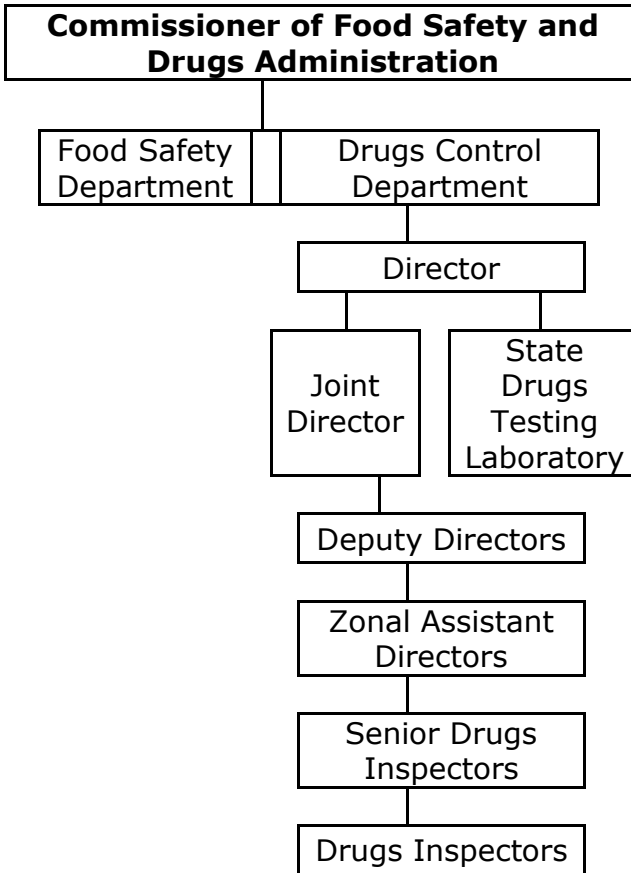 Commissioner of Food Safety and
Drugs Administration
Food Safety
Department
Drugs Control
Department
Director
Joint
Director
State
Drugs
Testing
Laboratory
Deputy Directors
Zonal Assistant
Directors
Senior Drugs
Inspectors
Drugs Inspectors